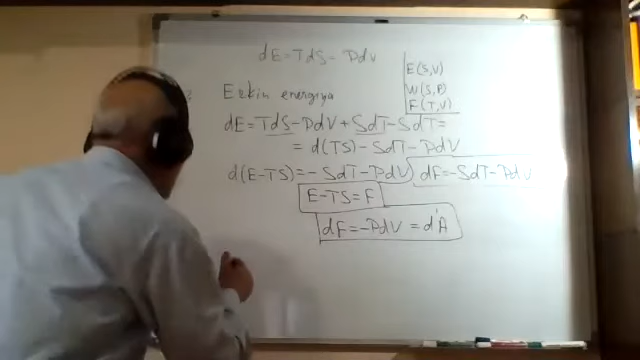 dE=TdS-PdV
E(S,V)
W(S,P)
F(T,V)
Erkin energiya
dE=TdS-PdV+SdT-SdT=
=d(TS)-SdT-PdV
d(E-TS)=-SdT-PdV
dF=-SdT-PdV
E-TS=F
dF=-PdV=d'A